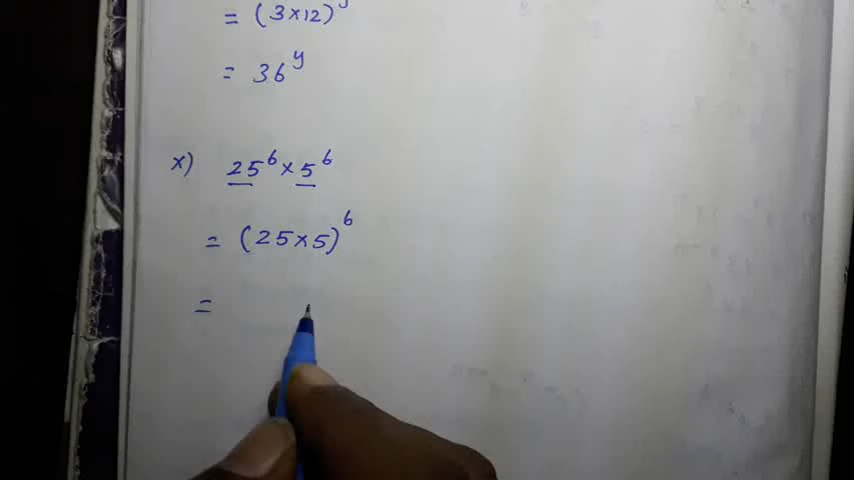 = (3×12)^y
= 36^y
x) 25^6 × 5^6
= (25×5)^6
=